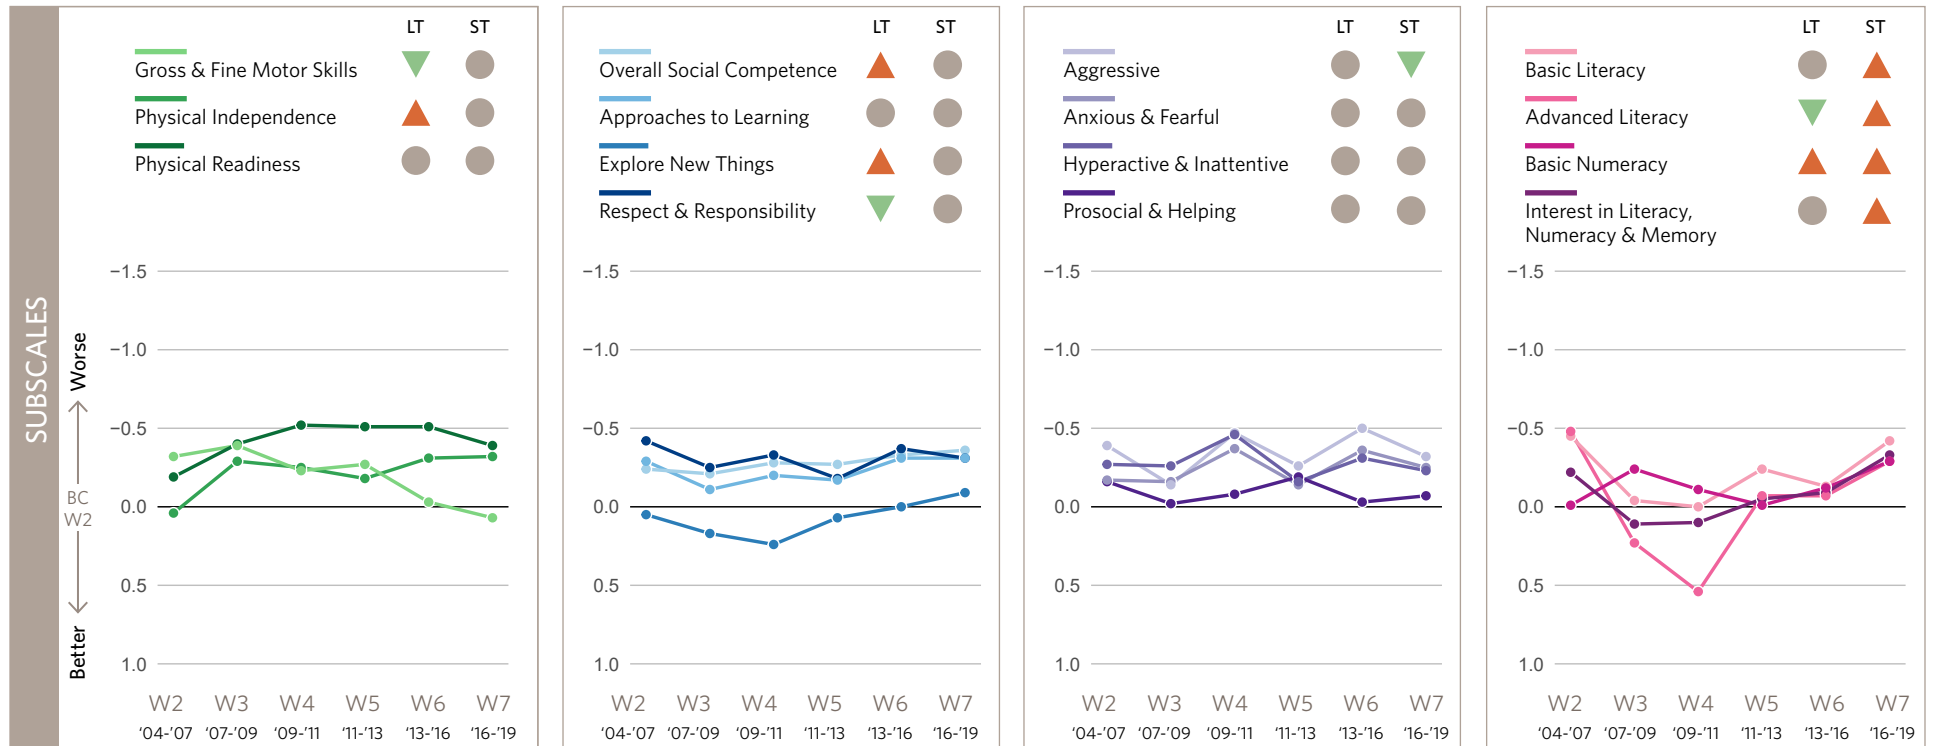 SUBSCALES
Worse
BC
W2
Better
LT ST
Gross & Fine Motor Skills
Physical Independence
Physical Readiness
−1.5
−1.0
−0.5
0.0
0.5
1.0
W2 W3 W4 W5 W6 W7
‘04-’07 ‘07-’09 ‘09-’11 ‘11-’13 ‘13-’16 ‘16-’19
LT ST
Overall Social Competence
Approaches to Learning
Explore New Things
Respect & Responsibility
−1.5
−1.0
−0.5
0.0
0.5
1.0
W2 W3 W4 W5 W6 W7
‘04-’07 ‘07-’09 ‘09-’11 ‘11-’13 ‘13-’16 ‘16-’19
LT ST
Aggressive
Anxious & Fearful
Hyperactive & Inattentive
Prosocial & Helping
−1.5
−1.0
−0.5
0.0
0.5
1.0
W2 W3 W4 W5 W6 W7
‘04-’07 ‘07-’09 ‘09-’11 ‘11-’13 ‘13-’16 ‘16-’19
LT ST
Basic Literacy
Advanced Literacy
Basic Numeracy
Interest in Literacy,
Numeracy & Memory
−1.5
−1.0
−0.5
0.0
0.5
1.0
W2 W3 W4 W5 W6 W7
‘04-’07 ‘07-’09 ‘09-’11 ‘11-’13 ‘13-’16 ‘16-’19